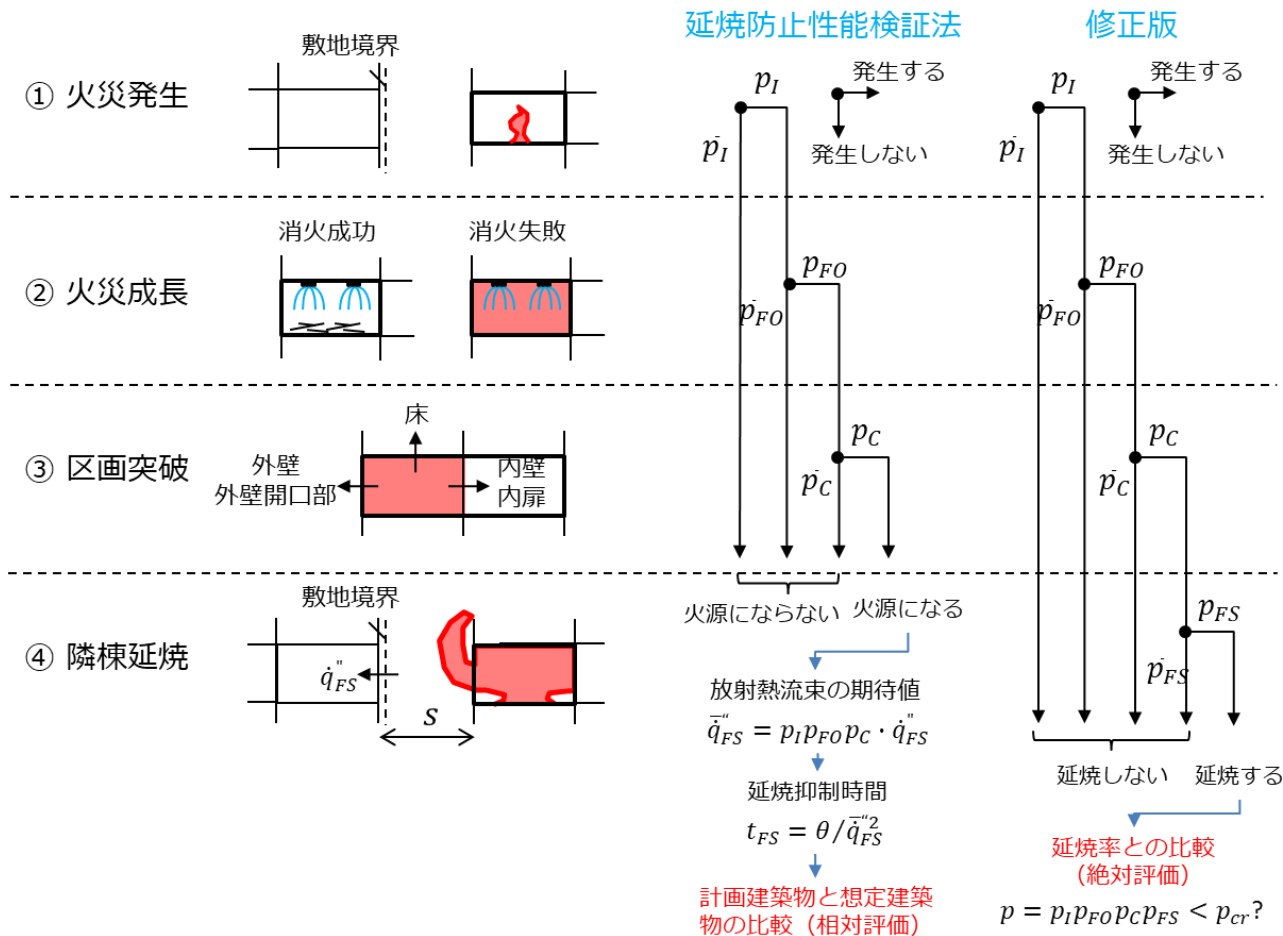 延焼防止性能検証法
修正版
① 火災発生
敷地境界
p_I
発生する
p̄_I
発生しない
p_I
発生する
p̄_I
発生しない
② 火災成長
消火成功
消火失敗
p_FO
p̄_FO
p_FO
p̄_FO
③ 区画突破
床
外壁
外壁開口部
内壁
内扉
p_C
p̄_C
p_C
p̄_C
④ 隣棟延焼
敷地境界
q̇"_FS
s
火源にならない
火源になる
放射熱流束の期待値
q̇̄"_FS = p_I p_FO p_C · q̇"_FS
延焼抑制時間
t_FS = θ/q̇̄"²_FS
計画建築物と想定建築
物の比較（相対評価）
p_FS
p̄_FS
延焼しない
延焼する
延焼率との比較
（絶対評価）
p = p_I p_FO p_C p_FS < p_cr?